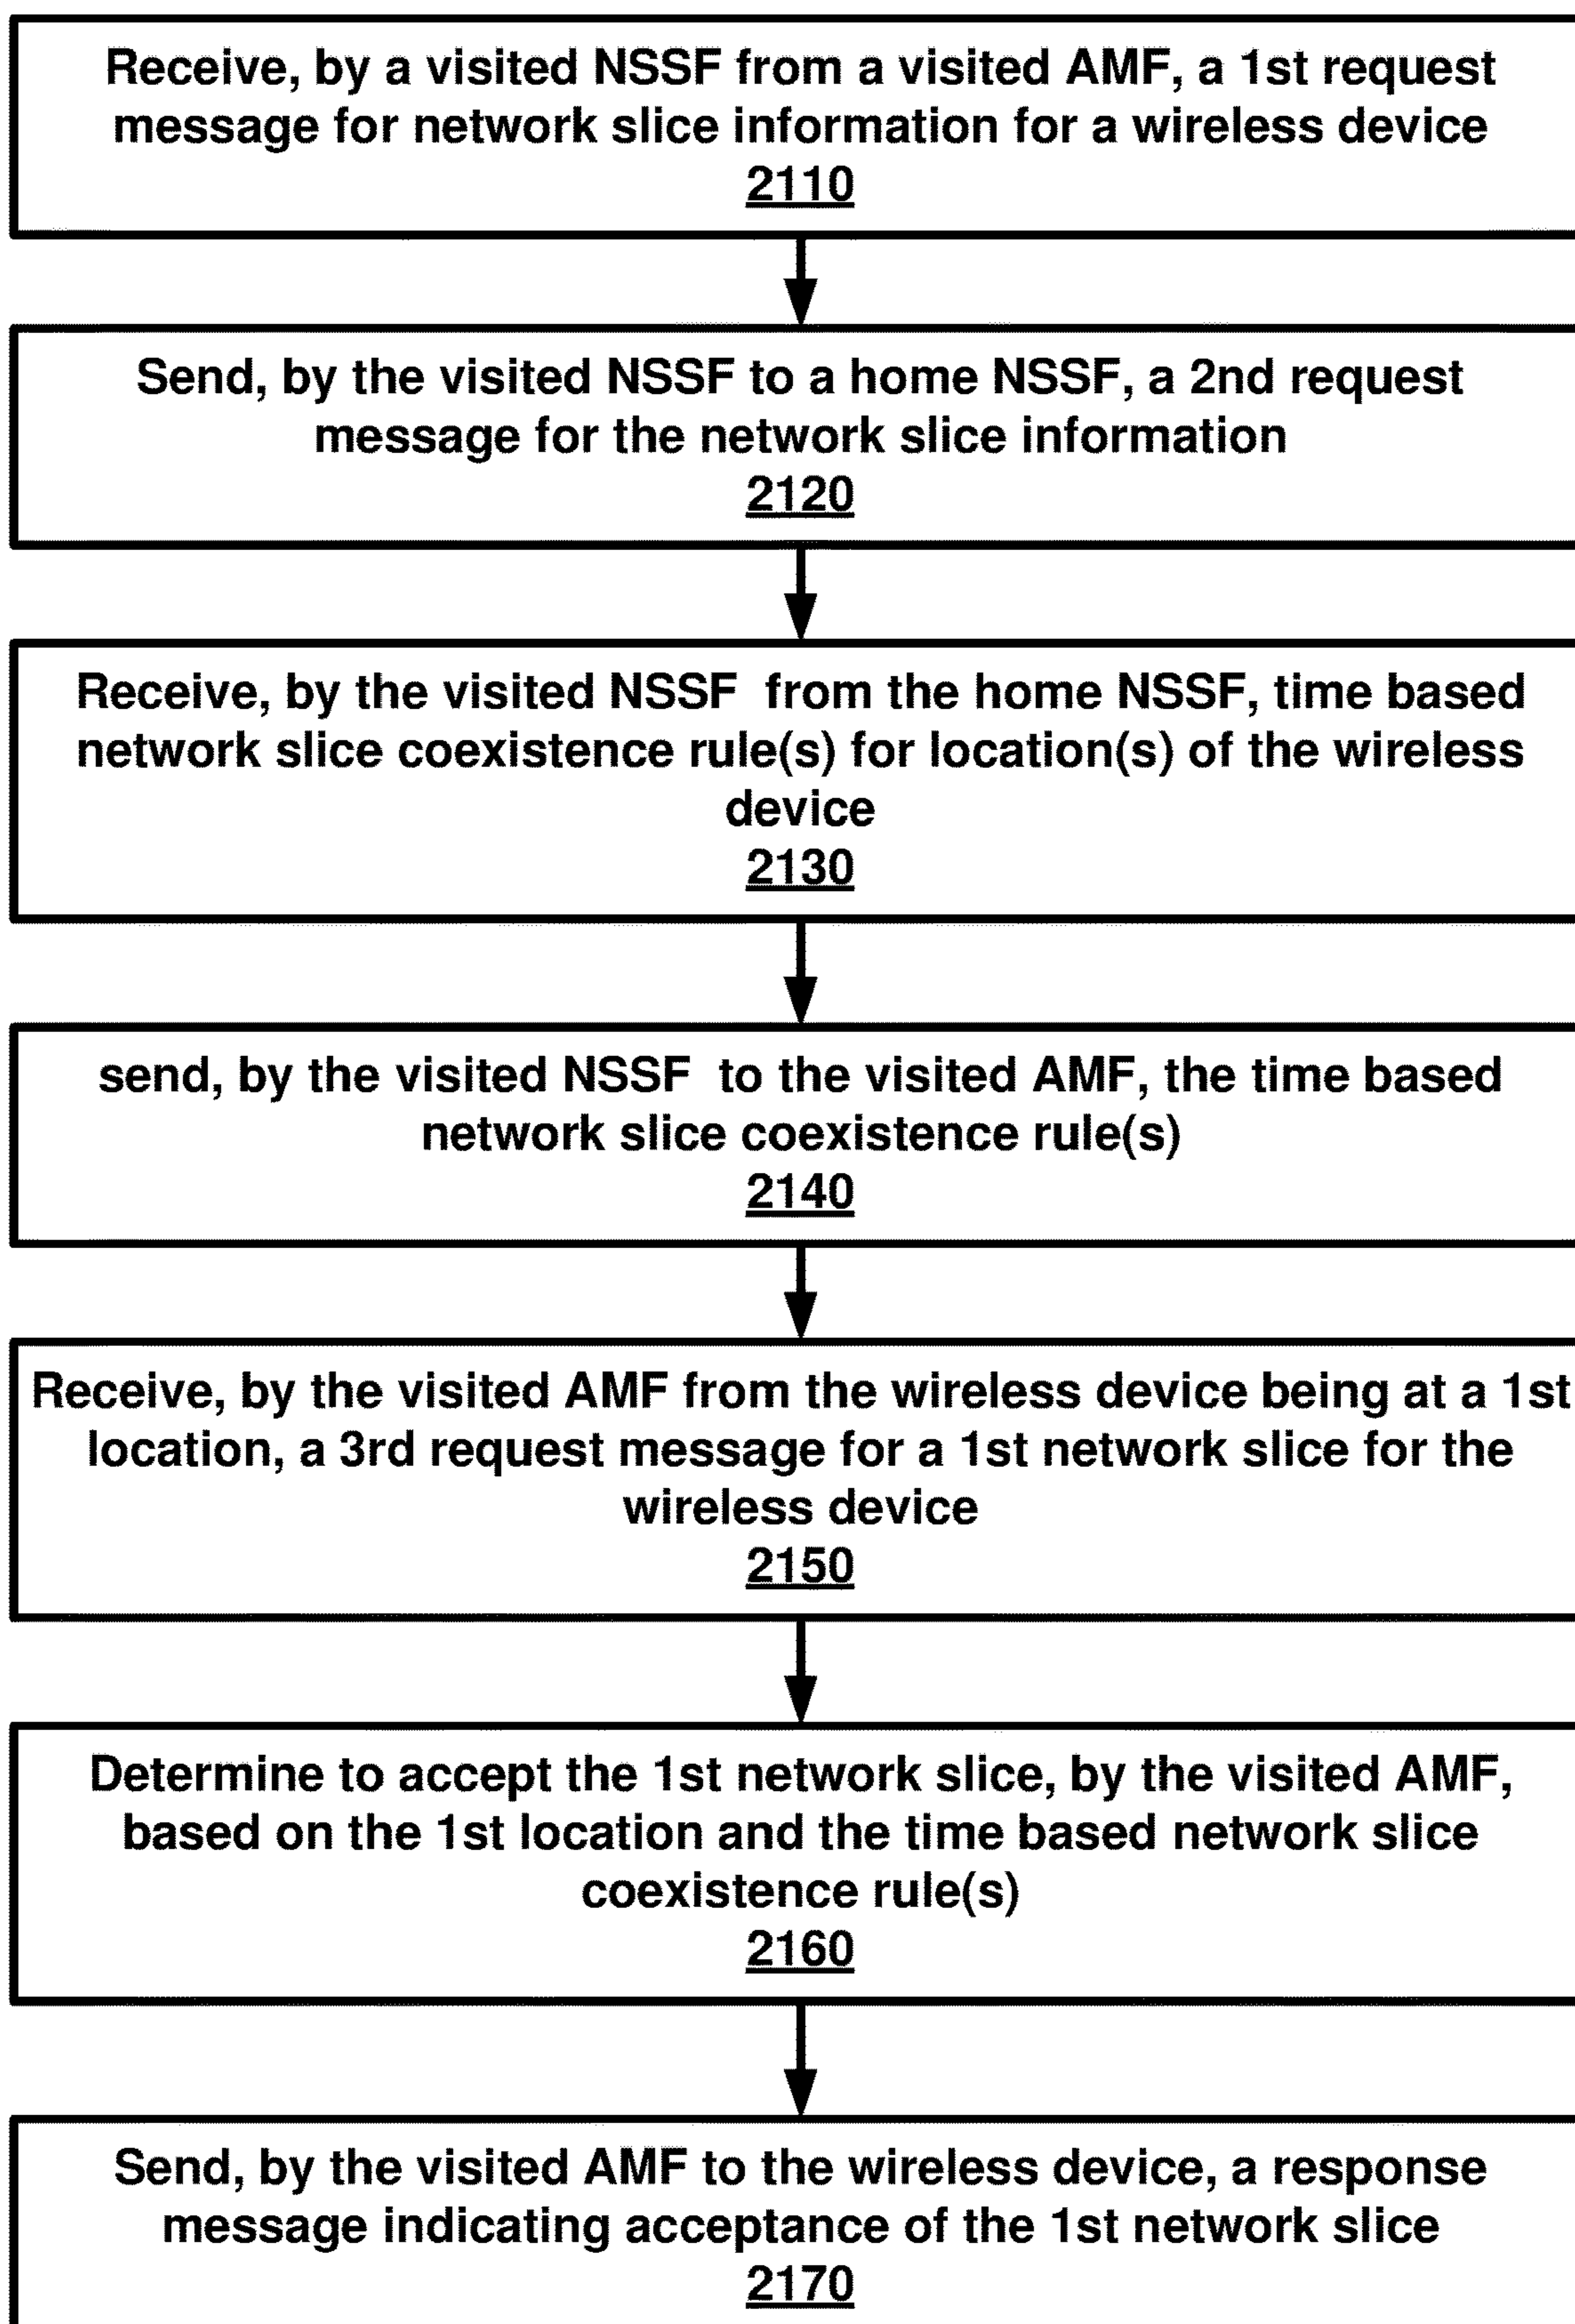 Receive, by a visited NSSF from a visited AMF, a 1st request
message for network slice information for a wireless device
2110
Send, by the visited NSSF to a home NSSF, a 2nd request
message for the network slice information
2120
Receive, by the visited NSSF from the home NSSF, time based
network slice coexistence rule(s) for location(s) of the wireless
device
2130
send, by the visited NSSF to the visited AMF, the time based
network slice coexistence rule(s)
2140
Receive, by the visited AMF from the wireless device being at a 1st
location, a 3rd request message for a 1st network slice for the
wireless device
2150
Determine to accept the 1st network slice, by the visited AMF,
based on the 1st location and the time based network slice
coexistence rule(s)
2160
Send, by the visited AMF to the wireless device, a response
message indicating acceptance of the 1st network slice
2170